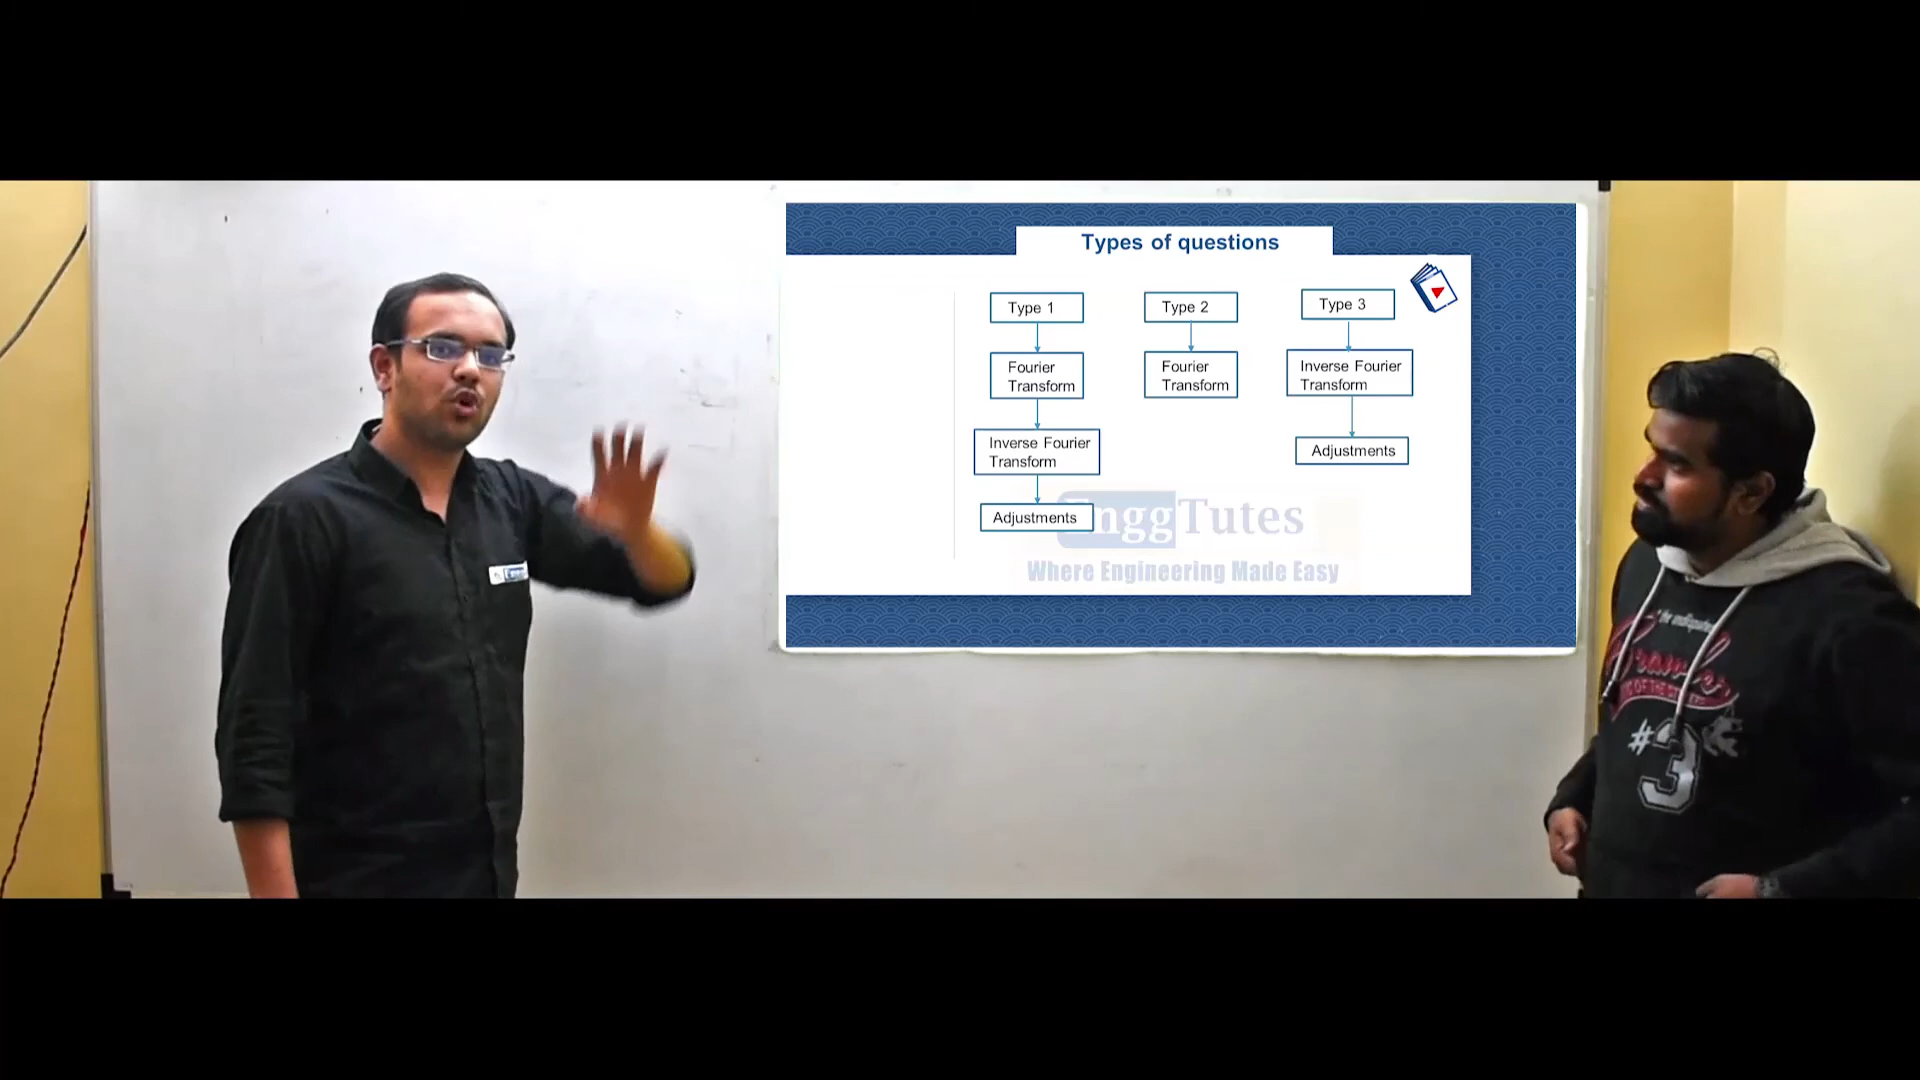 Types of questions
Type 1
Fourier
Transform
Inverse Fourier
Transform
Adjustments
Type 2
Fourier
Transform
Type 3
Inverse Fourier
Transform
Adjustments
EnggTutes
Where Engineering Made Easy
#3